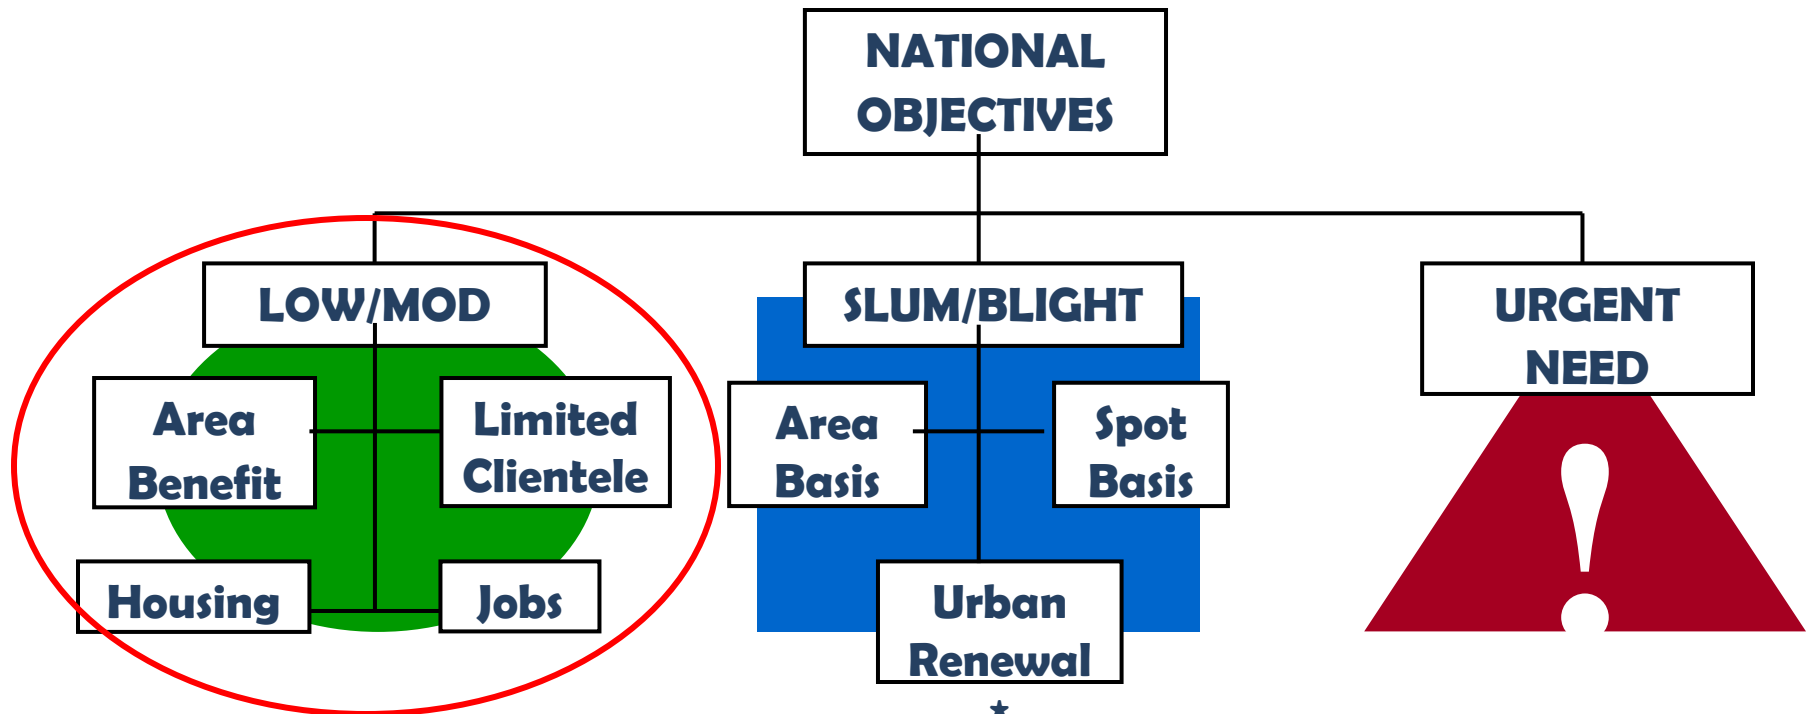 NATIONAL
OBJECTIVES
LOW/MOD
SLUM/BLIGHT
URGENT
NEED
Area
Benefit
Limited
Clientele
Area
Basis
Spot
Basis
!
Housing
Jobs
Urban
Renewal
★